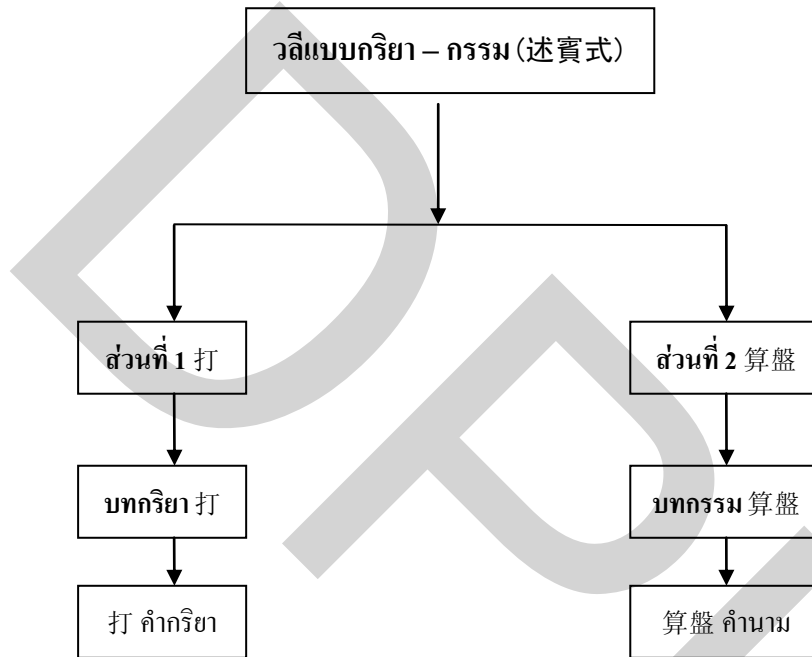 วลีแบบกริยา – กรรม (述賓式)
ส่วนที่ 1 打
ส่วนที่ 2 算盤
บทกริยา 打
บทกรรม 算盤
打 คำกริยา
算盤 คำนาม